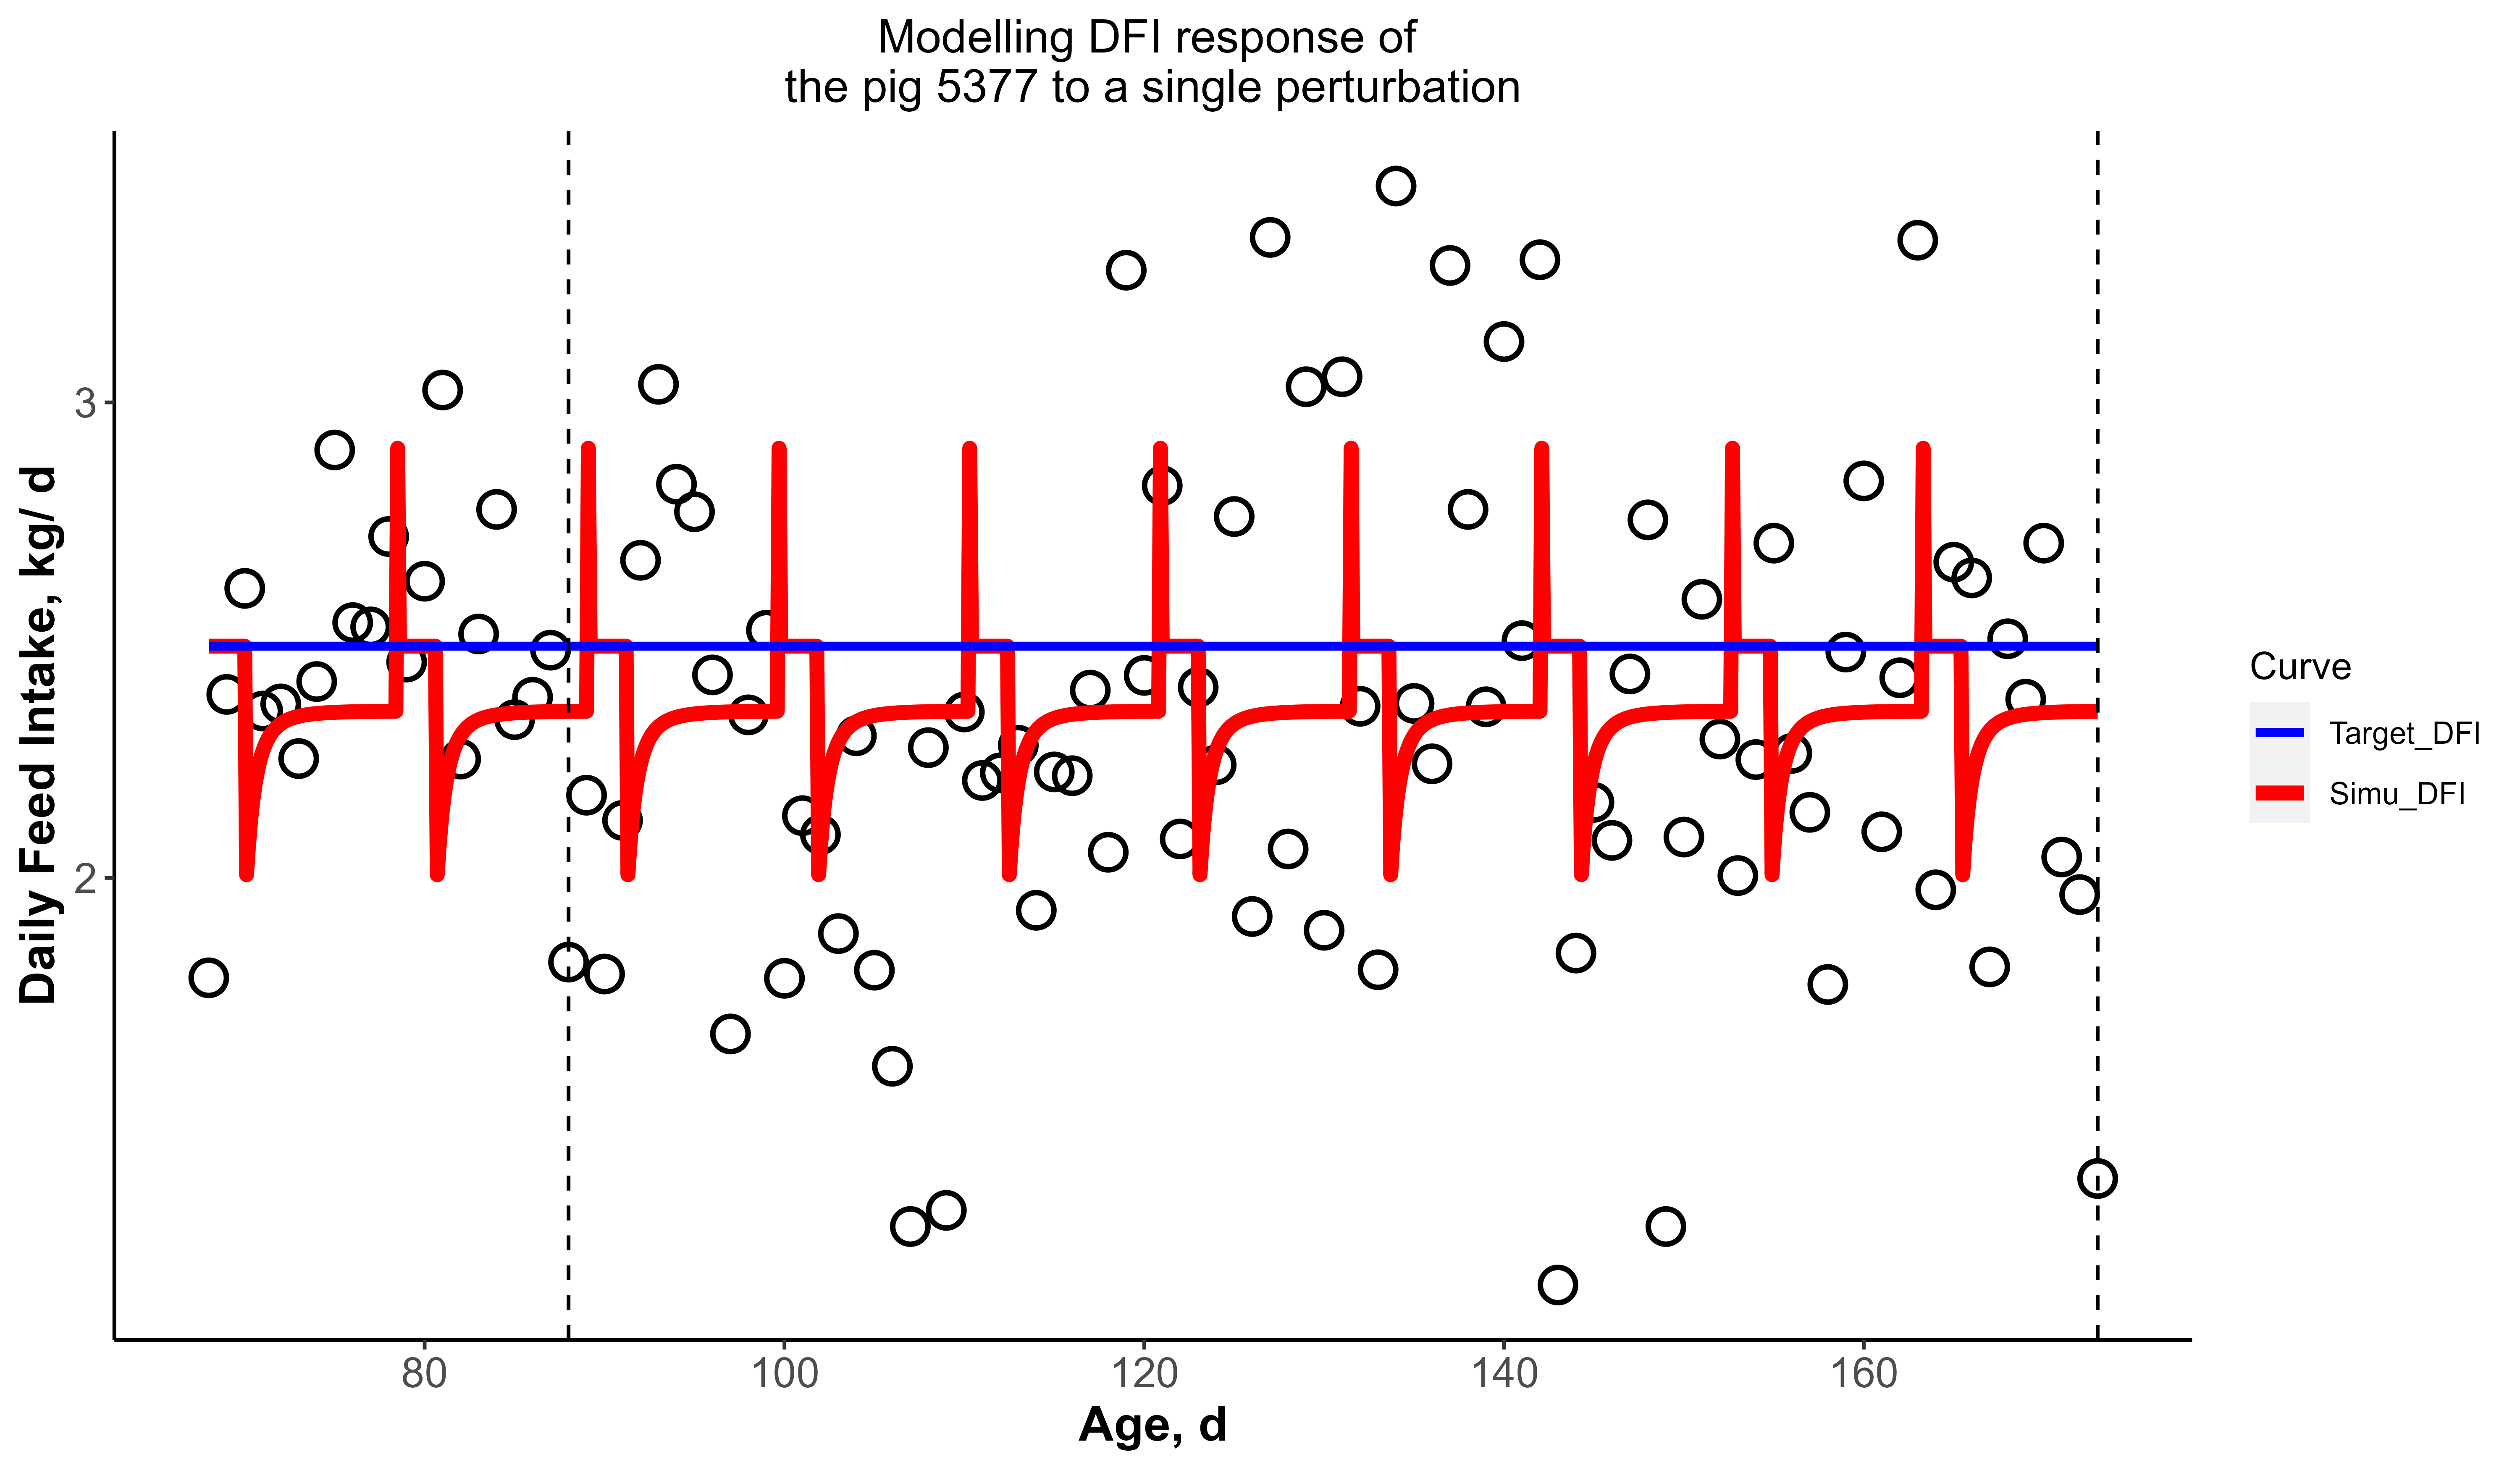 Modelling DFI response of
the pig 5377 to a single perturbation
Daily Feed Intake, kg/ d
3
2
80
100
120
140
160
Age, d
Curve
Target_DFI
Simu_DFI